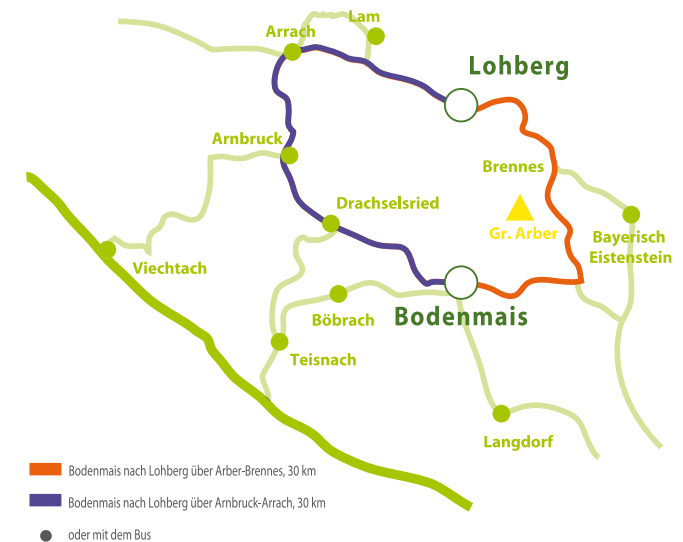 Lam
Arrach
Lohberg
Arnbruck
Brennes
Drachselsried
Gr. Arber
Bayerisch
Eistenstein
Viechtach
Böbrach
Bodenmais
Teisnach
Langdorf
Bodenmais nach Lohberg über Arber-Brennes, 30 km
Bodenmais nach Lohberg über Arnbruck-Arrach, 30 km
oder mit dem Bus